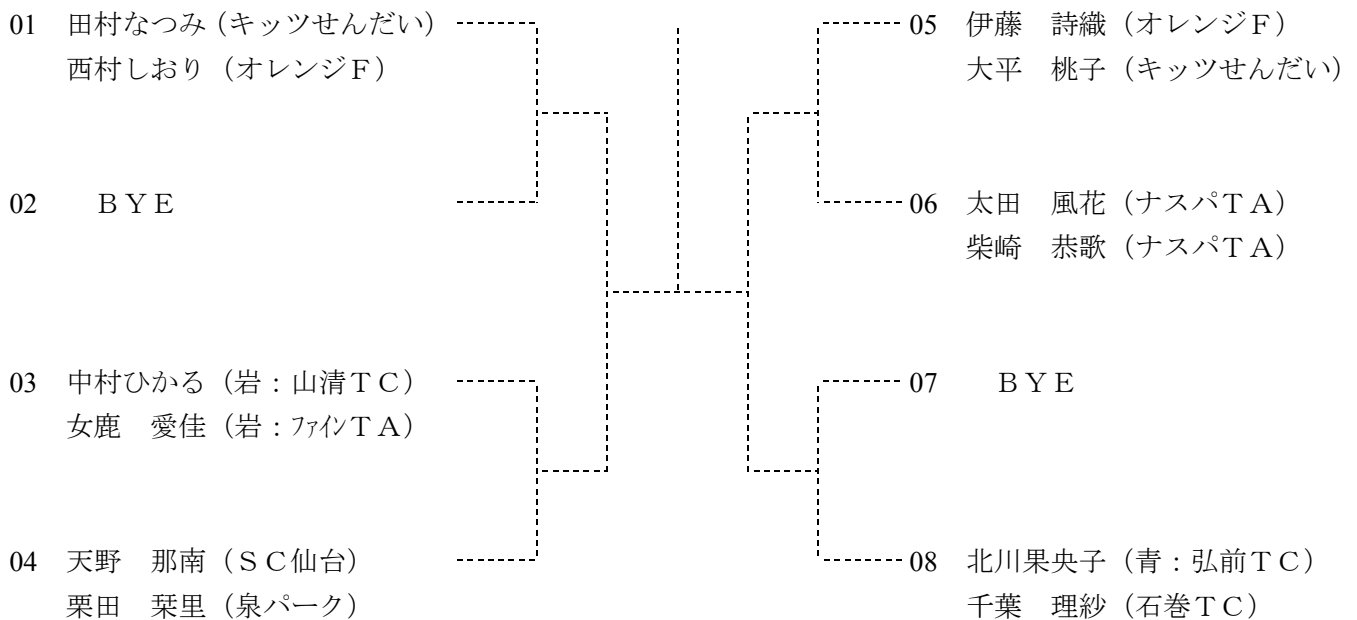 01 田村なつみ（キッツせんだい）
西村しおり（オレンジＦ）
02 ＢＹＥ
03 中村ひかる（岩：山清ＴＣ）
女鹿　愛佳（岩：ﾌｧｲﾝＴＡ）
04 天野　那南（ＳＣ仙台）
栗田　栞里（泉パーク）
05 伊藤　詩織（オレンジＦ）
大平　桃子（キッツせんだい）
06 太田　風花（ナスパＴＡ）
柴崎　恭歌（ナスパＴＡ）
07 ＢＹＥ
08 北川果央子（青：弘前ＴＣ）
千葉　理紗（石巻ＴＣ）